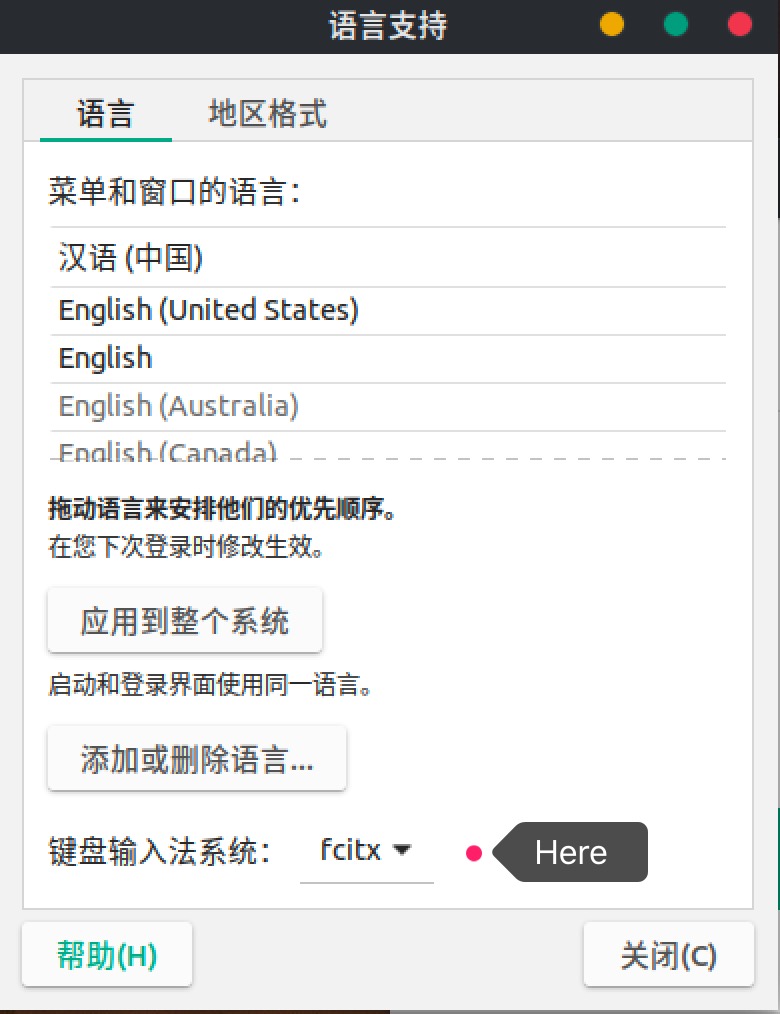 语言支持
语言 地区格式
菜单和窗口的语言：
汉语 (中国)
English (United States)
English
English (Australia)
English (Canada)
拖动语言来安排他们的优先顺序。
在您下次登录时修改生效。
应用到整个系统
启动和登录界面使用同一语言。
添加或删除语言...
键盘输入法系统： fcitx Here
帮助(H) 关闭(C)